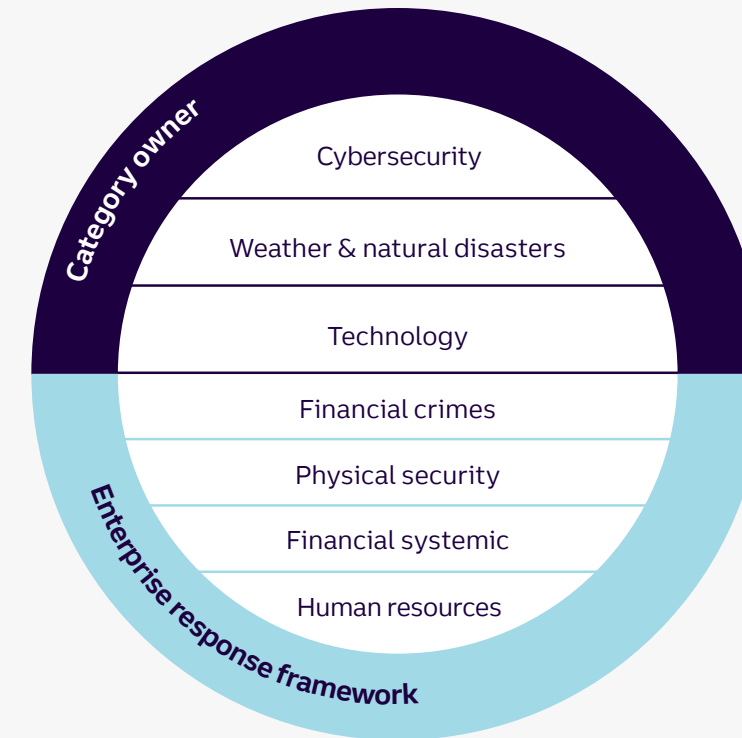 Category owner
Cybersecurity
Weather & natural disasters
Technology
Financial crimes
Physical security
Financial systemic
Human resources
Enterprise response framework